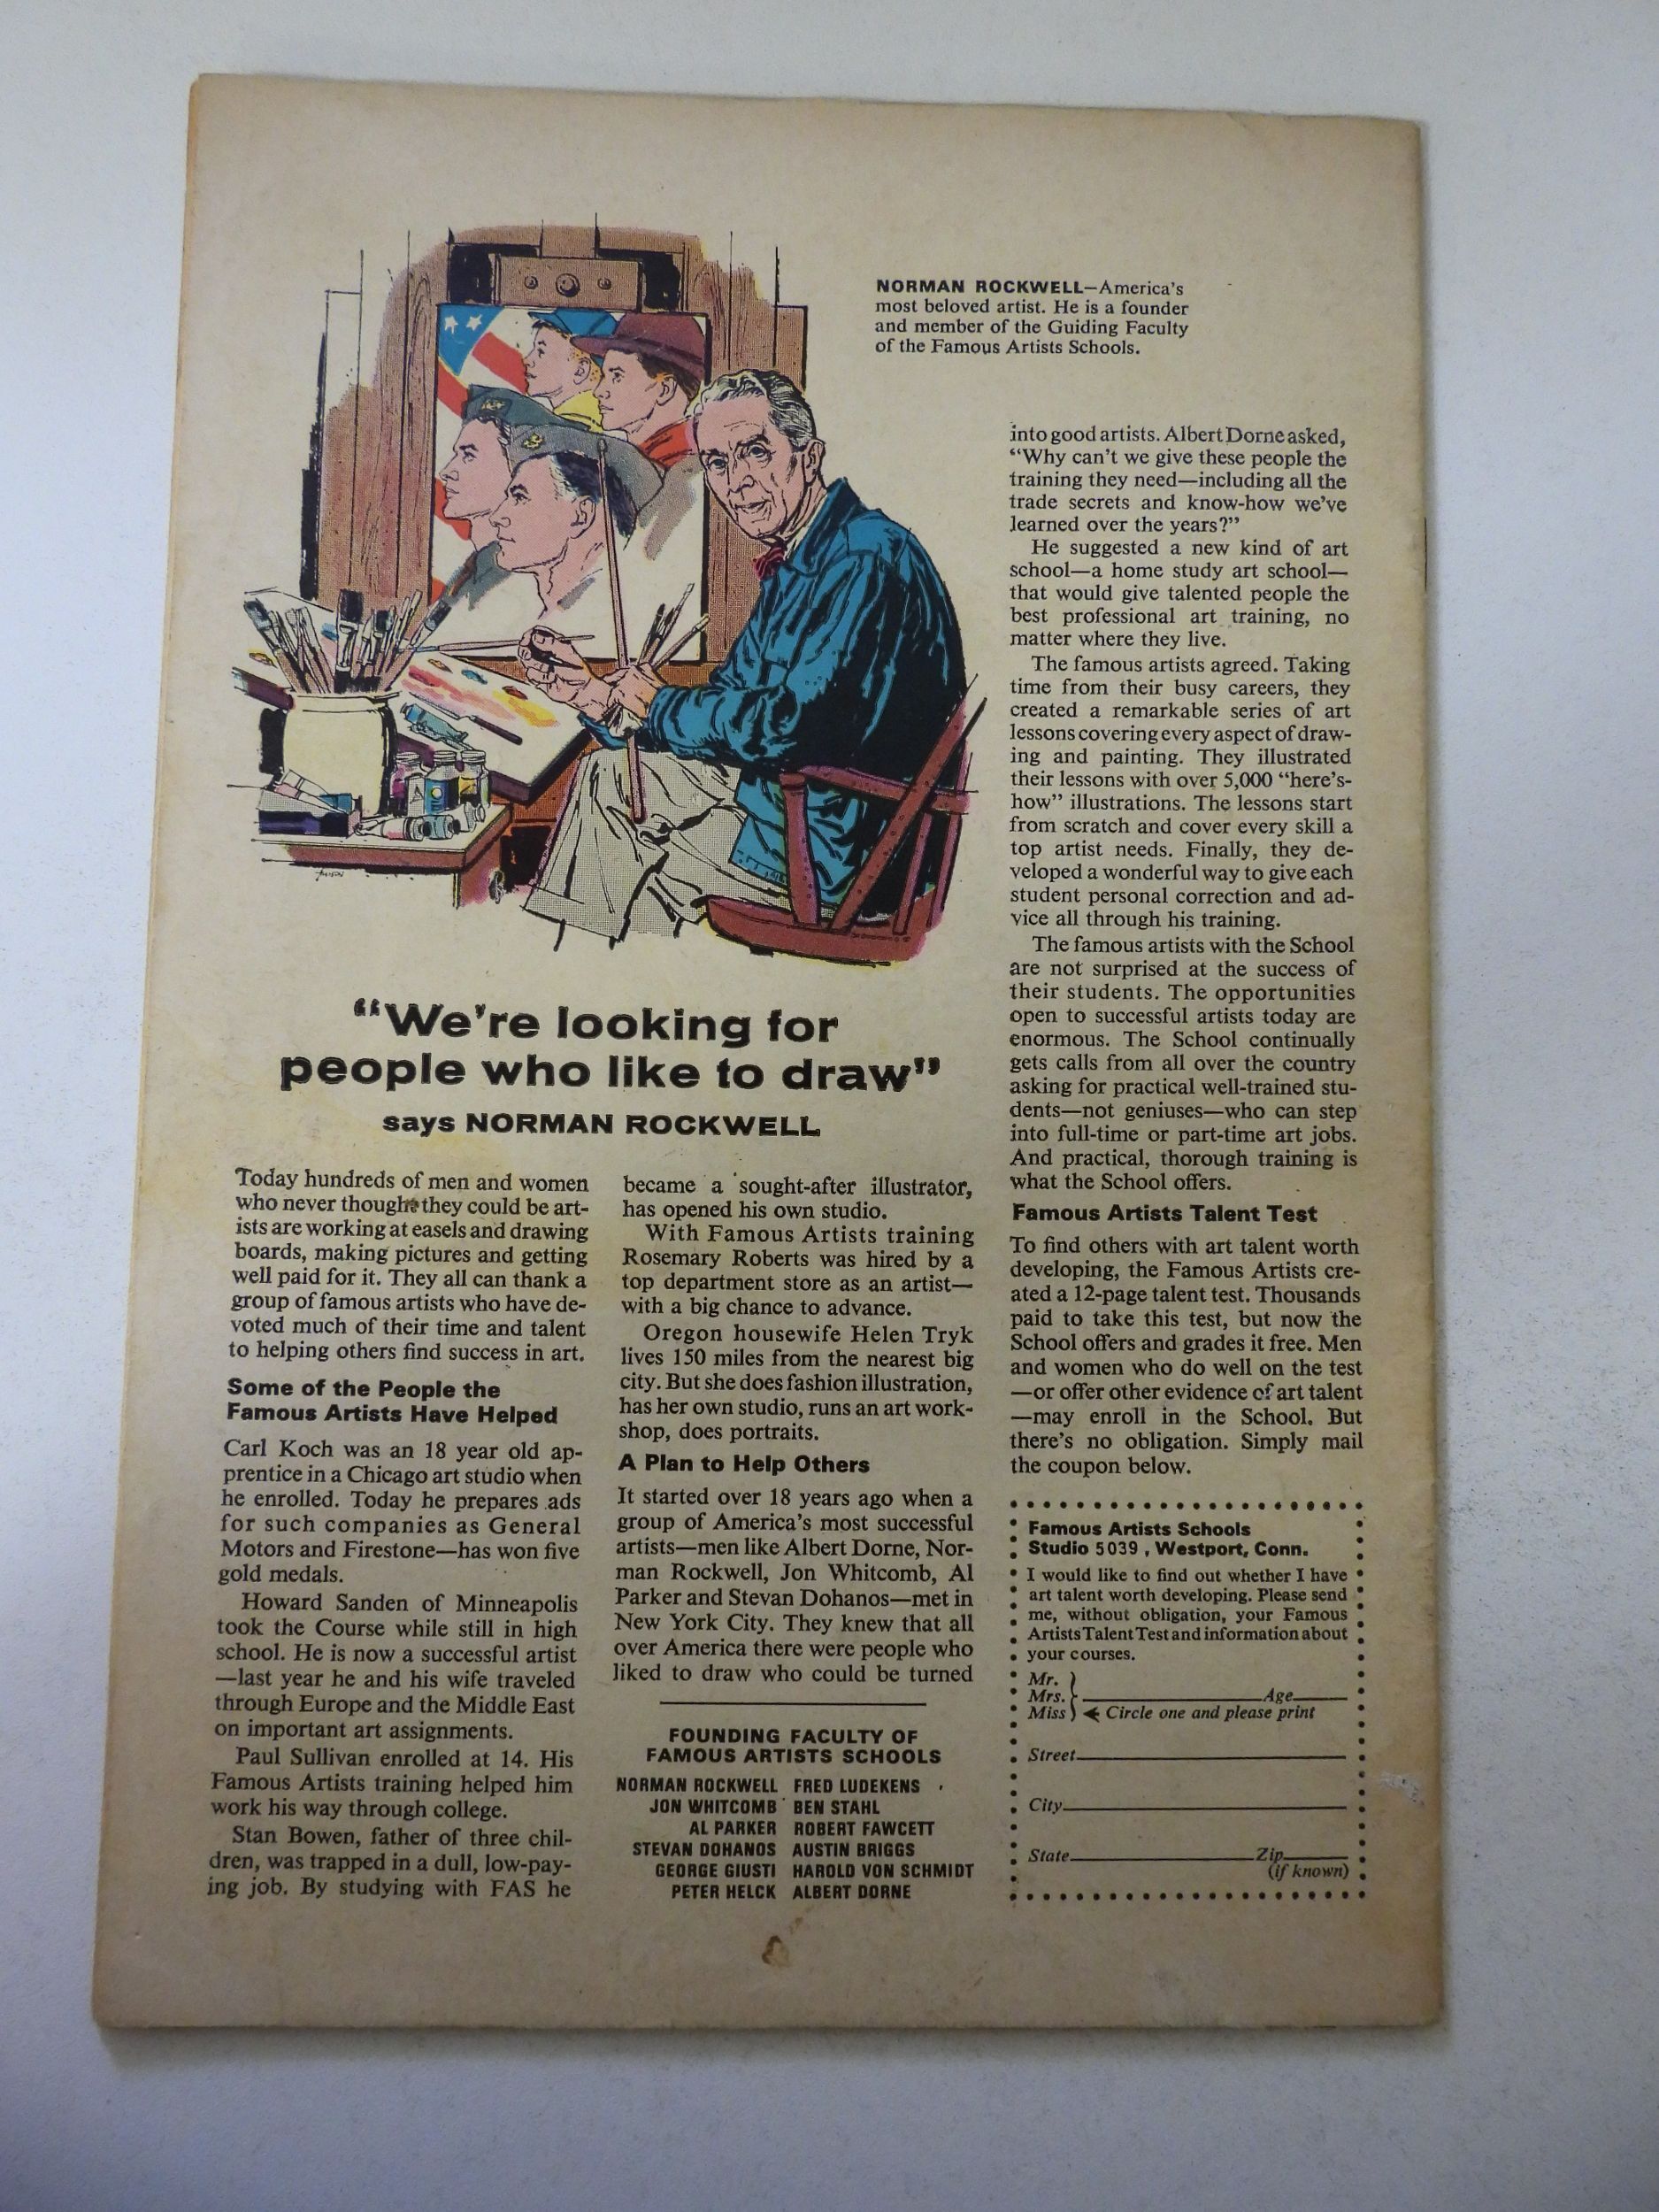 NORMAN ROCKWELL—America's
most beloved artist. He is a founder
and member of the Guiding Faculty
of the Famous Artists Schools.
"We're looking for
people who like to draw"
says NORMAN ROCKWELL
Today hundreds of men and women
who never thought they could be art-
ists are working at easels and drawing
boards, making pictures and getting
well paid for it. They all can thank a
group of famous artists who have de-
voted much of their time and talent
to helping others find success in art.
Some of the People the
Famous Artists Have Helped
Carl Koch was an 18 year old ap-
prentice in a Chicago art studio when
he enrolled. Today he prepares ads
for such companies as General
Motors and Firestone—has won five
gold medals.
Howard Sanden of Minneapolis
took the Course while still in high
school. He is now a successful artist
—last year he and his wife traveled
through Europe and the Middle East
on important art assignments.
Paul Sullivan enrolled at 14. His
Famous Artists training helped him
work his way through college.
Stan Bowen, father of three chil-
dren, was trapped in a dull, low-pay-
ing job. By studying with FAS he
became a sought-after illustrator,
has opened his own studio.
With Famous Artists training
Rosemary Roberts was hired by a
top department store as an artist—
with a big chance to advance.
Oregon housewife Helen Tryk
lives 150 miles from the nearest big
city. But she does fashion illustration,
has her own studio, runs an art work-
shop, does portraits.
A Plan to Help Others
It started over 18 years ago when a
group of America's most successful
artists—men like Albert Dorne, Nor-
man Rockwell, Jon Whitcomb, Al
Parker and Stevan Dohanos—met in
New York City. They knew that all
over America there were people who
liked to draw who could be turned
into good artists. Albert Dorne asked,
"Why can't we give these people the
training they need—including all the
trade secrets and know-how we've
learned over the years?"
He suggested a new kind of art
school—a home study art school—
that would give talented people the
best professional art training, no
matter where they live.
The famous artists agreed. Taking
time from their busy careers, they
created a remarkable series of art
lessons covering every aspect of draw-
ing and painting. They illustrated
their lessons with over 5,000 "here's-
how" illustrations. The lessons start
from scratch and cover every skill a
top artist needs. Finally, they de-
veloped a wonderful way to give each
student personal correction and ad-
vice all through his training.
The famous artists with the School
are not surprised at the success of
their students. The opportunities
open to successful artists today are
enormous. The School continually
gets calls from all over the country
asking for practical well-trained stu-
dents—not geniuses—who can step
into full-time or part-time art jobs.
And practical, thorough training is
what the School offers.
Famous Artists Talent Test
To find others with art talent worth
developing, the Famous Artists cre-
ated a 12-page talent test. Thousands
paid to take this test, but now the
School offers and grades it free. Men
and women who do well on the test
—or offer other evidence of art talent
—may enroll in the School. But
there's no obligation. Simply mail
the coupon below.
FOUNDING FACULTY OF
FAMOUS ARTISTS SCHOOLS
NORMAN ROCKWELL FRED LUDEKENS
JON WHITCOMB BEN STAHL
AL PARKER ROBERT FAWCETT
STEVAN DOHANOS AUSTIN BRIGGS
GEORGE GIUSTI HAROLD VON SCHMIDT
PETER HELCK ALBERT DORNE
Famous Artists Schools
Studio 5039, Westport, Conn.
I would like to find out whether I have
art talent worth developing. Please send
me, without obligation, your Famous
Artists Talent Test and information about
your courses.
Mr.
Mrs. Age
Miss Circle one and please print
Street
City
State Zip
(if known)